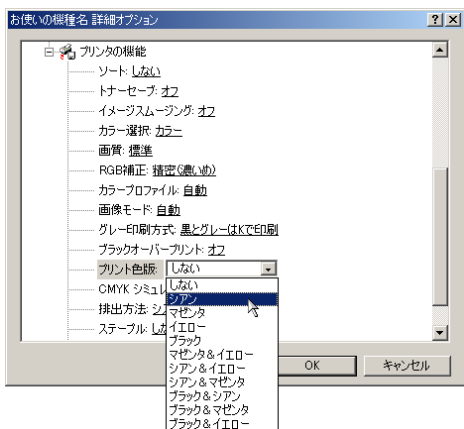 お使いの機種名 詳細オプション
プリンタの機能
ソート: しない
トナーセーブ: オフ
イメージスムージング: オフ
カラー選択: カラー
画質: 標準
RGB補正: 精密(濃いめ)
カラープロファイル: 自動
画像モード: 自動
グレー印刷方式: 黒とグレーはKで印刷
ブラックオーバープリント: オフ
プリント色版: しない
しない
CMYK シミュレ
シアン
マゼンタ
排出方法:
イエロー
ステープル: しな
ブラック
マゼンタ&イエロー
シアン&イエロー
OK
キャンセル
シアン&マゼンタ
ブラック&シアン
ブラック&マゼンタ
ブラック&イエロー